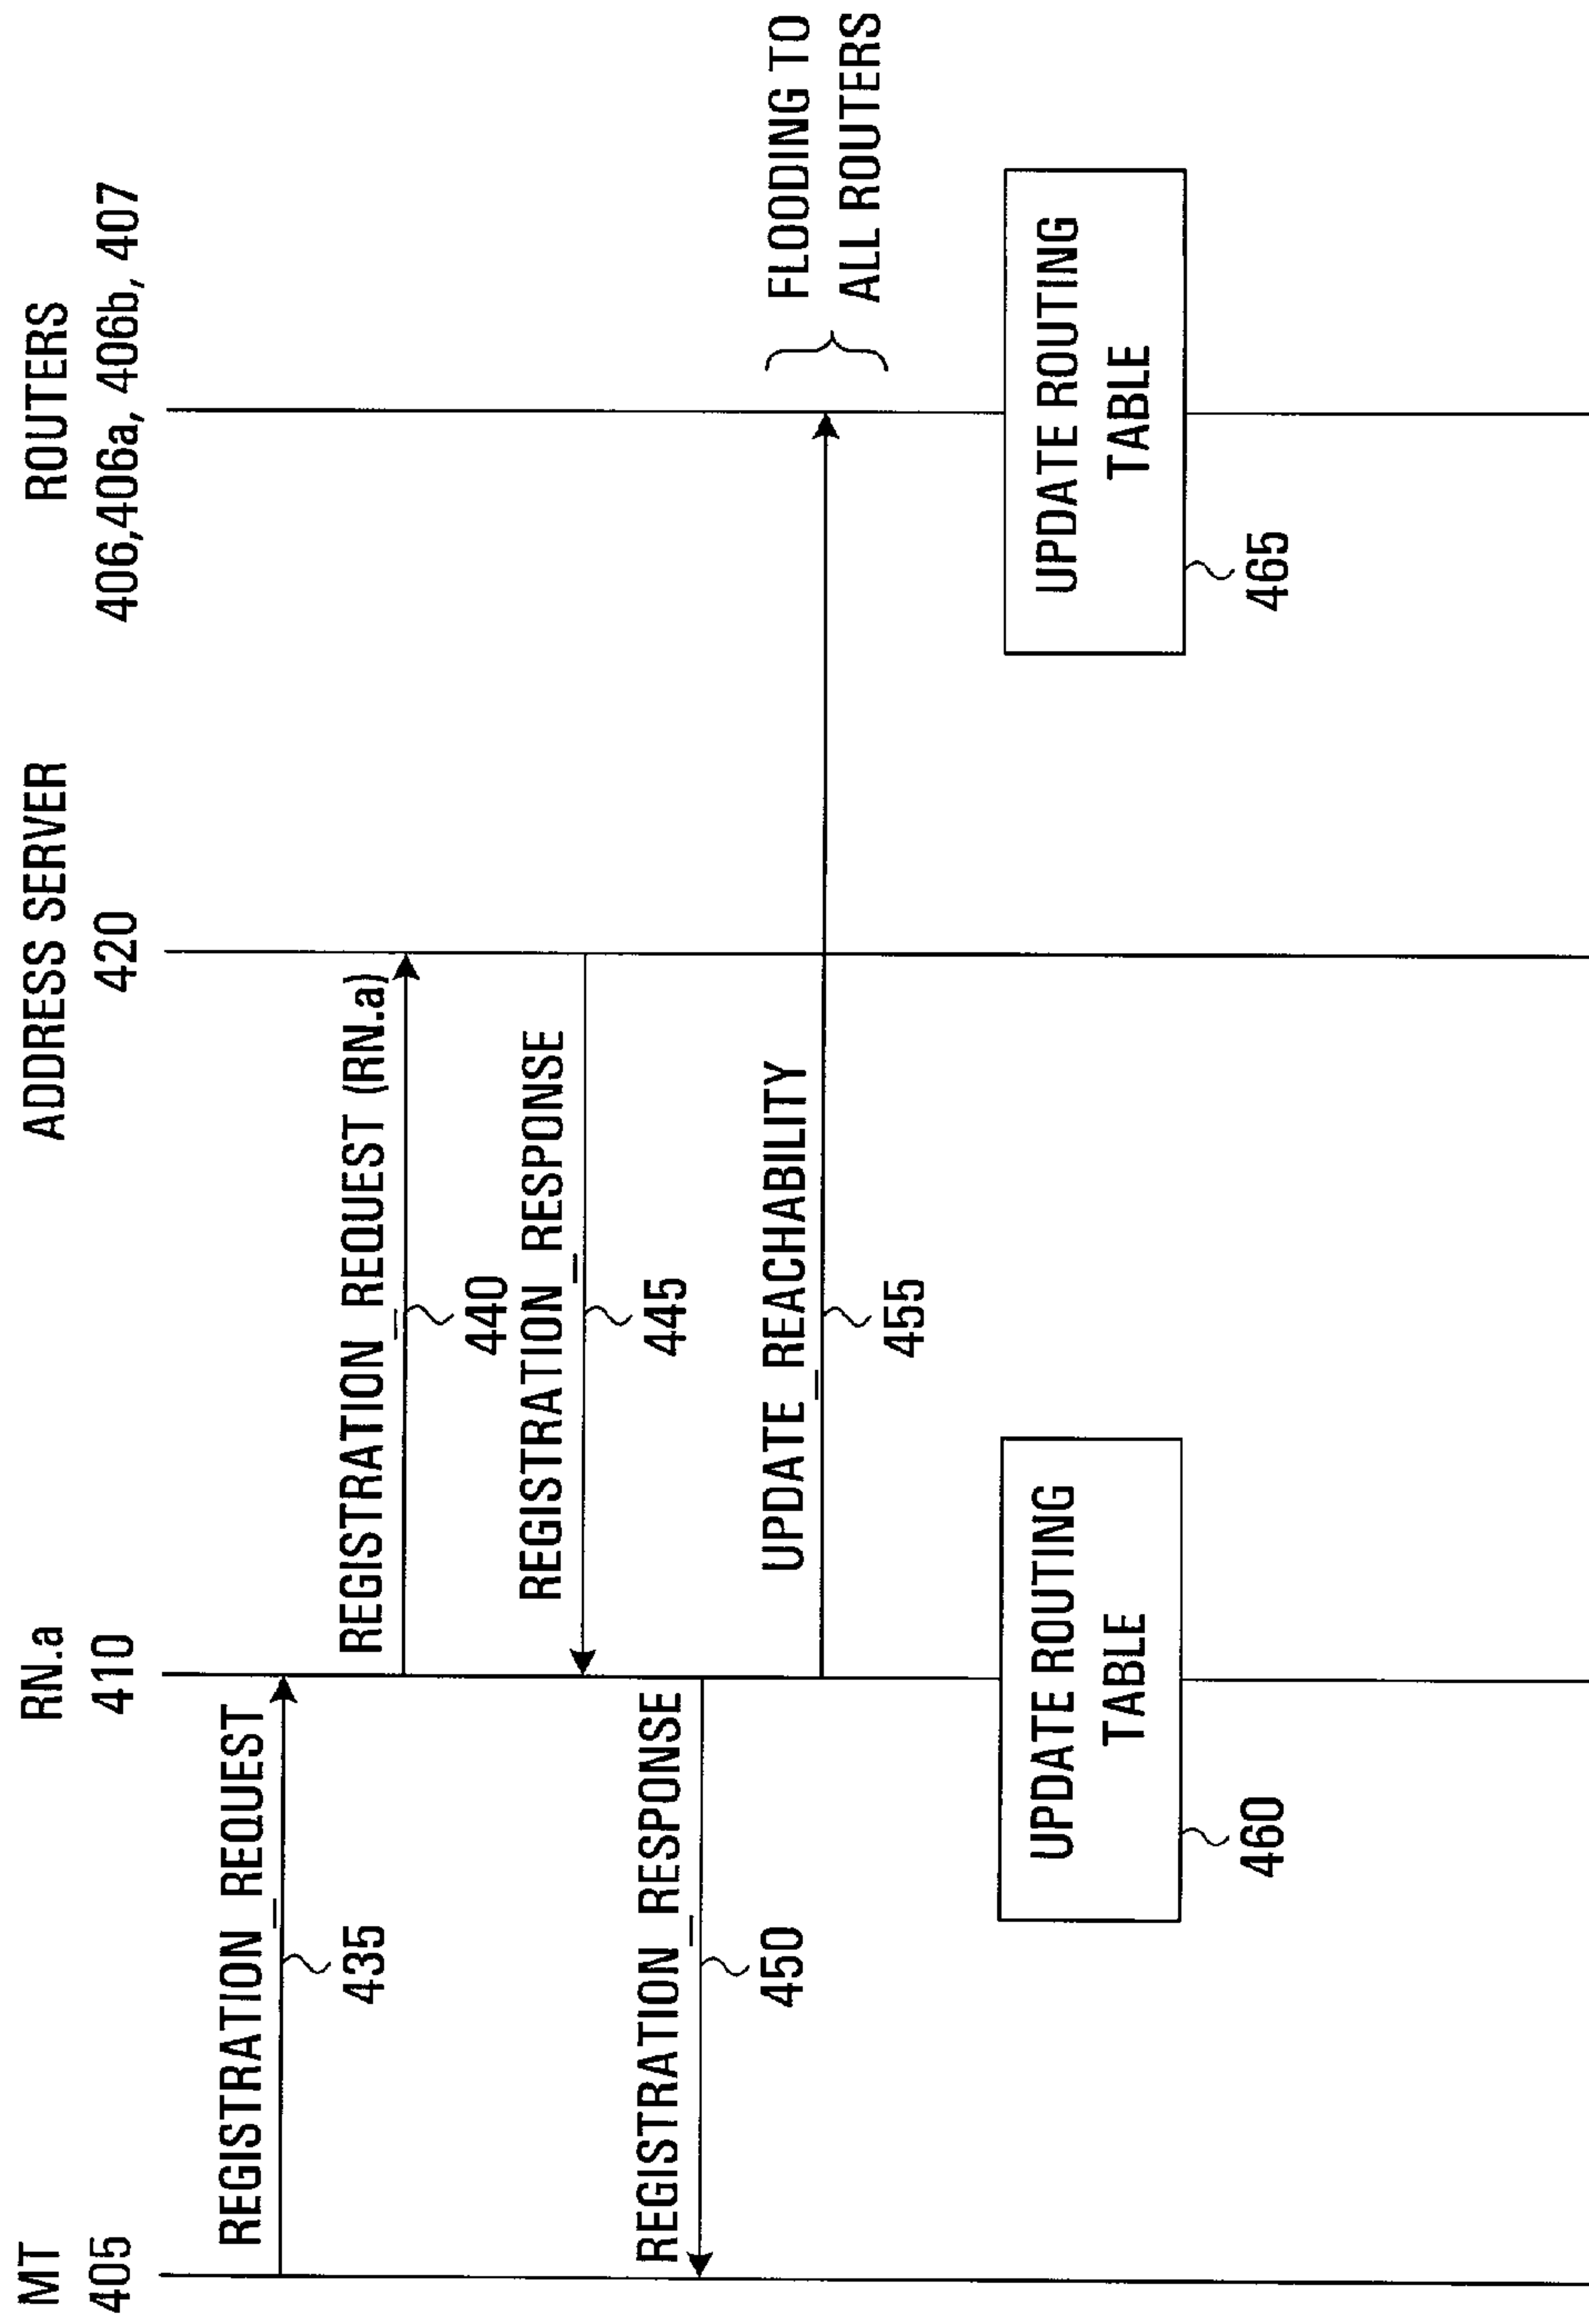 MT
405
RN.a
410
ADDRESS SERVER
420
ROUTERS
406,406a, 406b, 407
REGISTRATION_REQUEST
435
REGISTRATION_REQUEST (RN.a)
440
REGISTRATION_RESPONSE
445
REGISTRATION_RESPONSE
450
UPDATE_REACHABILITY
455
FLOODING TO
ALL ROUTERS
UPDATE ROUTING
TABLE
460
UPDATE ROUTING
TABLE
465